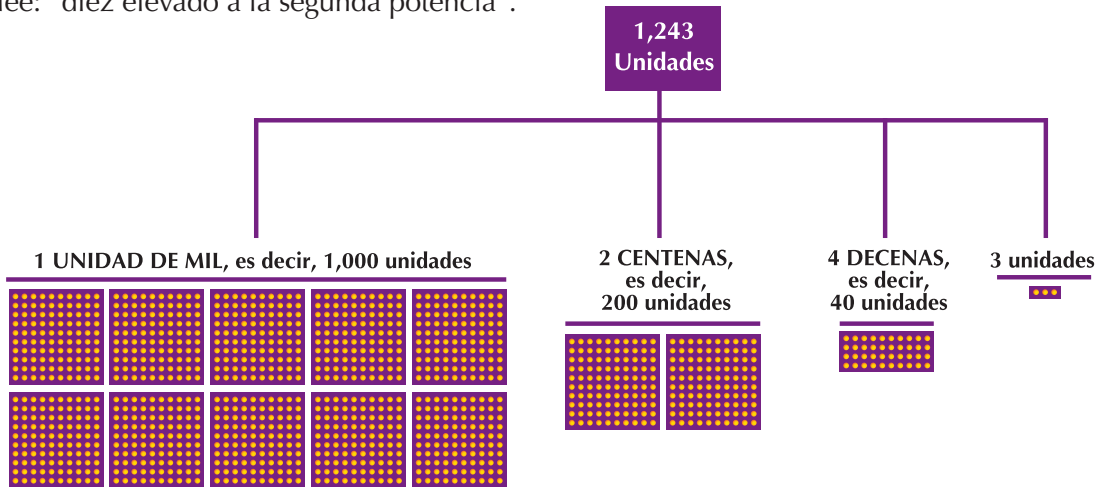 lee: "diez elevado a la segunda potencia".
1,243
Unidades
1 UNIDAD DE MIL, es decir, 1,000 unidades
2 CENTENAS,
es decir,
200 unidades
4 DECENAS,
es decir,
40 unidades
3 unidades